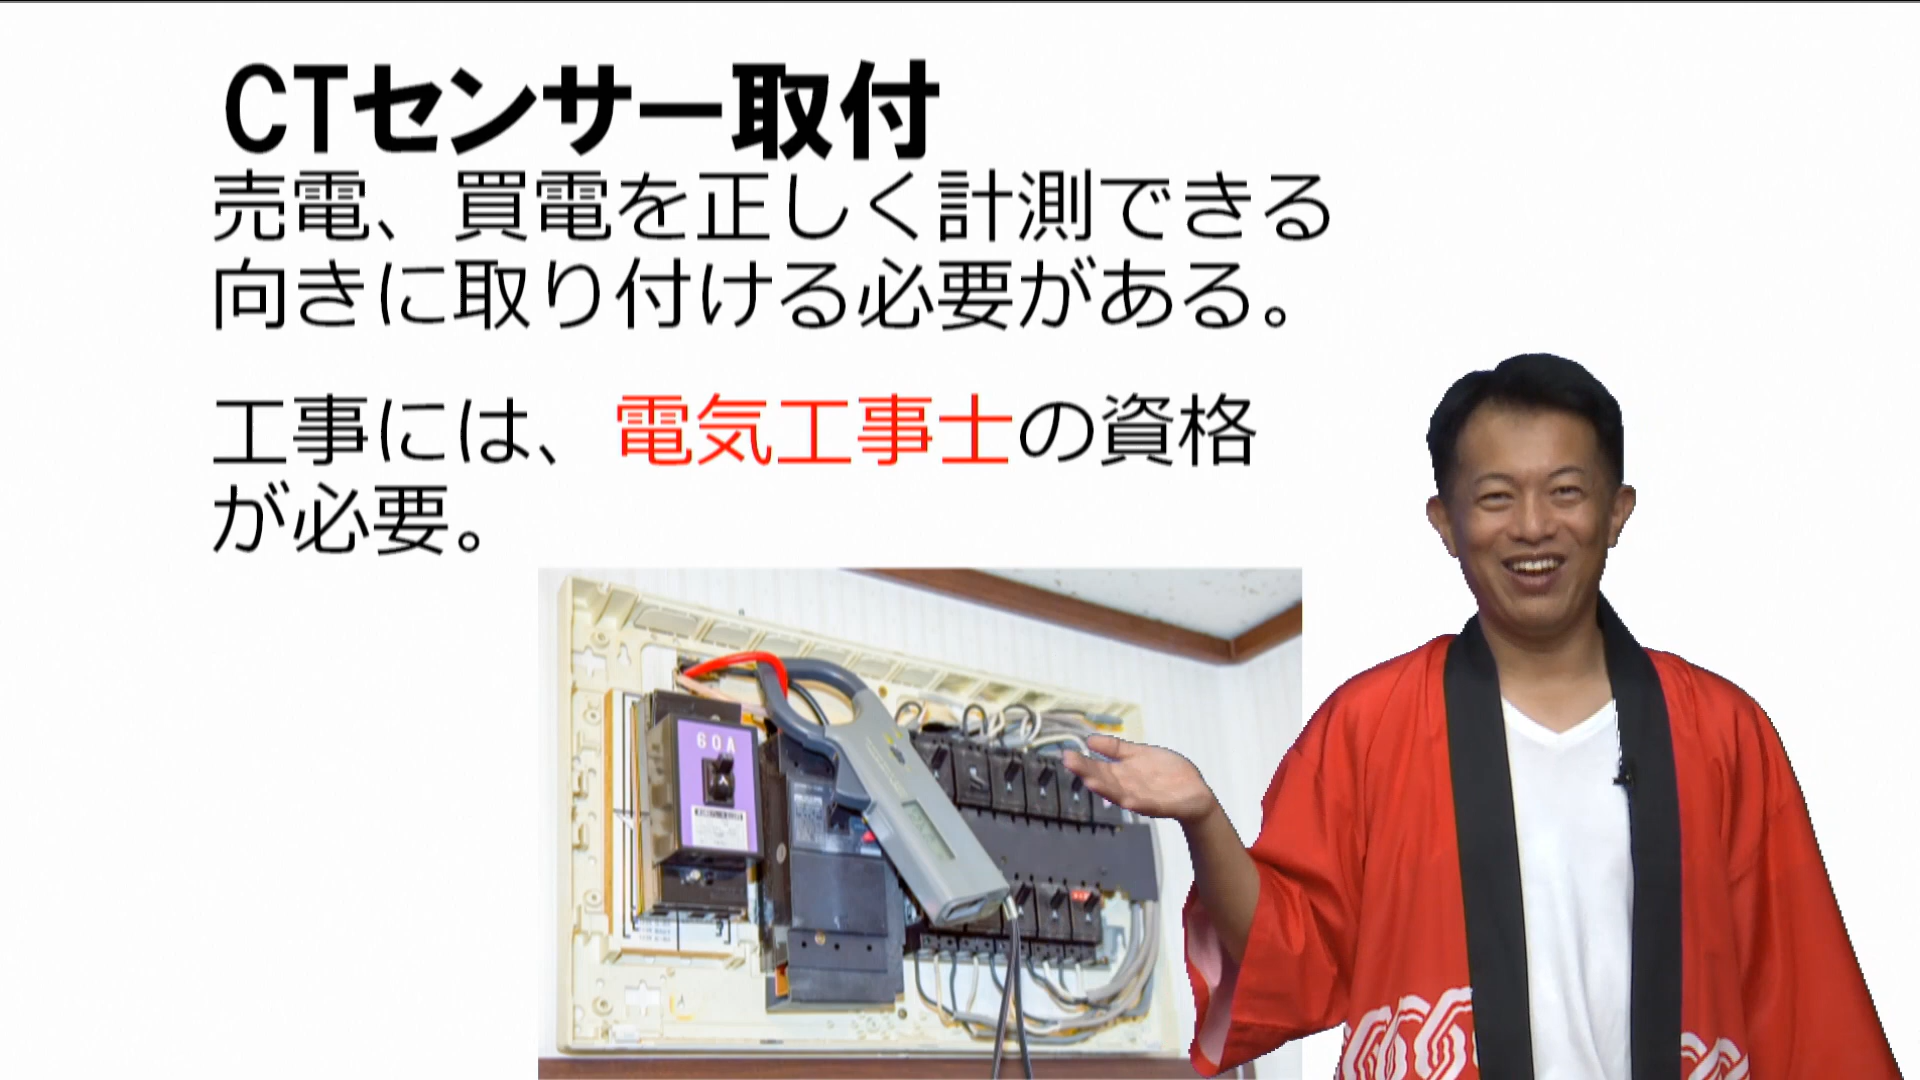 CTセンサー取付
売電、買電を正しく計測できる
向きに取り付ける必要がある。
工事には、電気工事士の資格
が必要。
60A